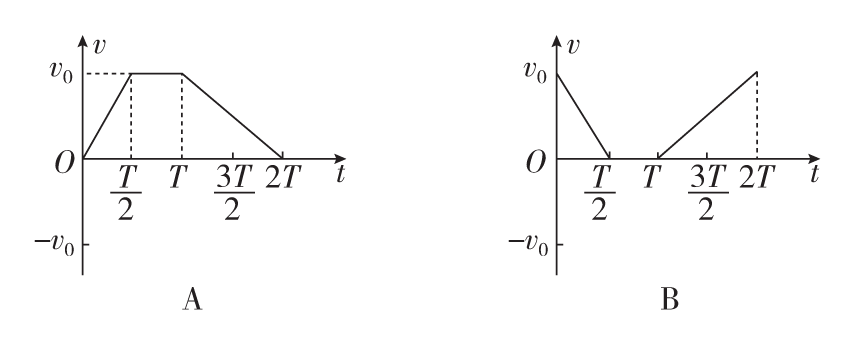 v v
v₀ v₀
O T/2 T 3T/2 2T t O T/2 T 3T/2 2T t
−v₀ −v₀
A B